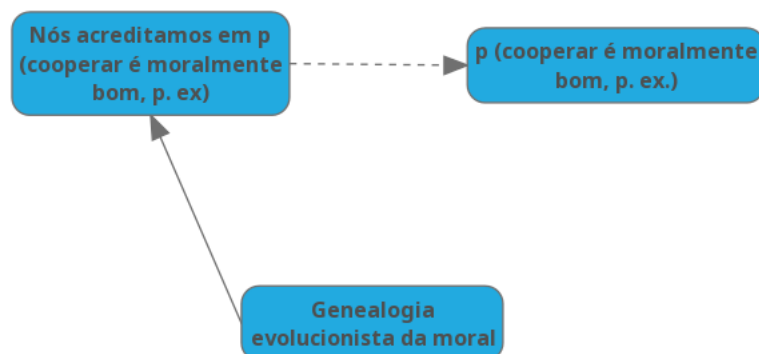 Nós acreditamos em p
(cooperar é moralmente
bom, p. ex)
p (cooperar é moralmente
bom, p. ex.)
Genealogia
evolucionista da moral